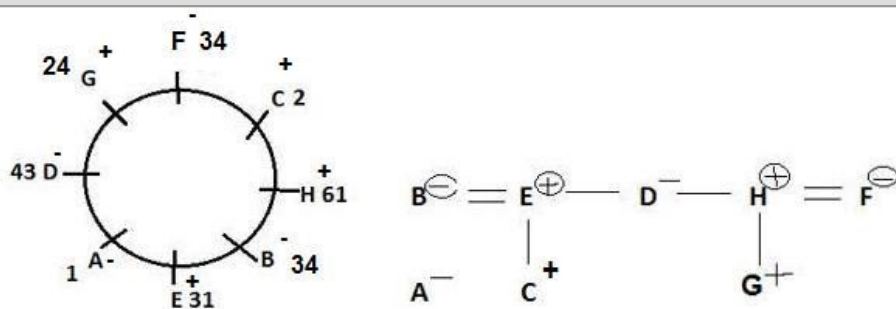 F - 34
24 G +
C 2 +
43 D -
H 61 +
1 A -
B - 34
E 31 +
B ⊖ = E ⊕ — D — — H ⊕ = F ⊖
A — C + G +